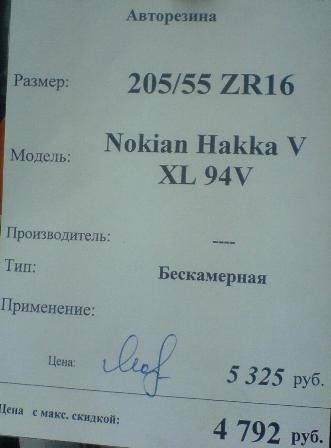 Авторезина
Размер: 205/55 ZR16
Модель: Nokian Hakka V
XL 94V
Производитель: ----
Тип: Бескамерная
Применение:
Цена: 5 325 руб.
Цена с макс. скидкой: 4 792 руб.